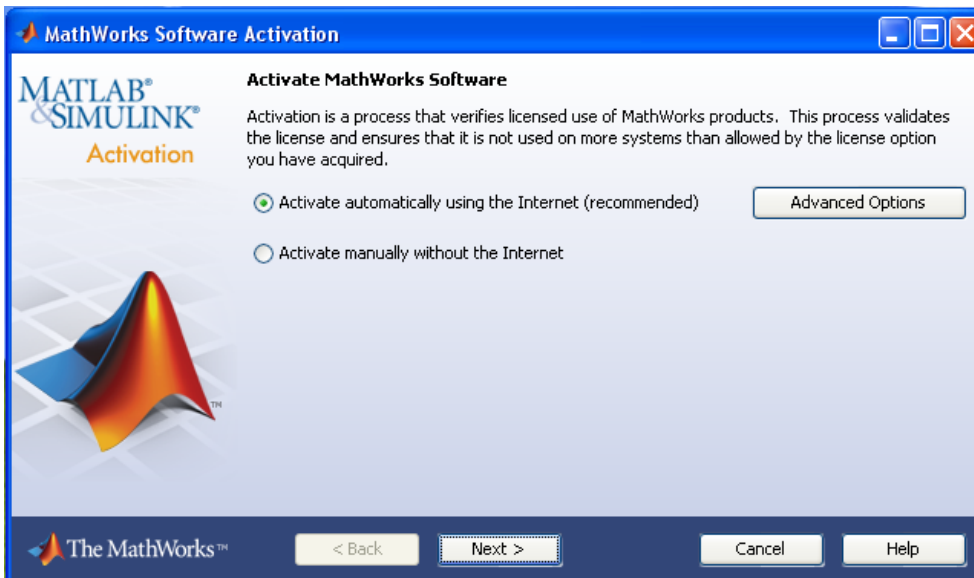 MathWorks Software Activation
MATLAB®
&SIMULINK®
Activation
Activate MathWorks Software
Activation is a process that verifies licensed use of MathWorks products. This process validates
the license and ensures that it is not used on more systems than allowed by the license option
you have acquired.
Activate automatically using the Internet (recommended)
Advanced Options
Activate manually without the Internet
TM
The MathWorks™
< Back
Next >
Cancel
Help